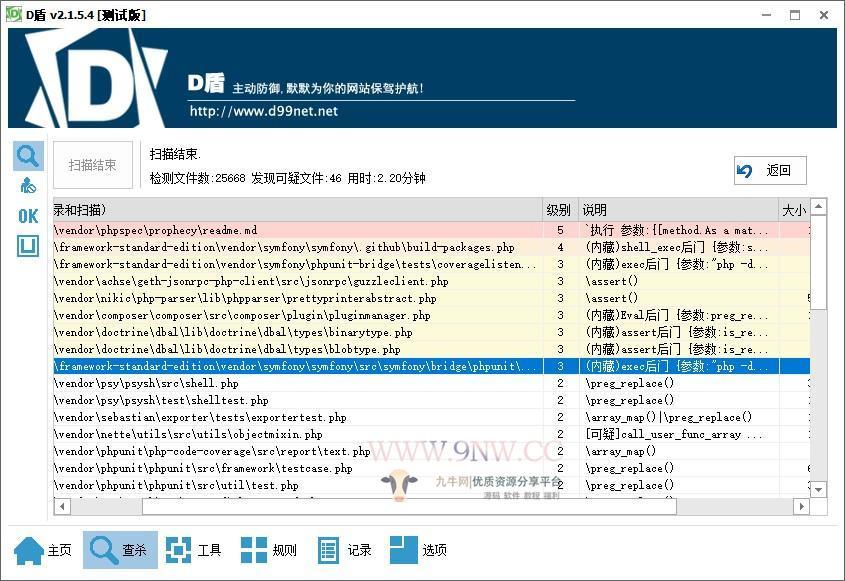 D盾 v2.1.5.4 [测试版]
D盾 主动防御,默默为你的网站保驾护航!
http://www.d99net.net
扫描结束
扫描结束.
检测文件数:25668 发现可疑文件:46 用时:2.20分钟
返回
录和扫描) 级别 说明 大小
\vendor\phpspec\prophecy\readme.md 5 `执行 参数:{[method.As a mat...
\framework-standard-edition\vendor\symfony\symfony\.github\build-packages.php 4 (内藏)shell_exec后门 {参数:s...
\framework-standard-edition\vendor\symfony\phpunit-bridge\tests\coveragelisten... 3 (内藏)exec后门 {参数:"php -d...
\vendor\achse\geth-jsonrpc-php-client\src\jsonrpc\guzzleclient.php 3 \assert()
\vendor\nikic\php-parser\lib\phpparser\prettyprinterabstract.php 3 \assert()
\vendor\composer\composer\src\composer\plugin\pluginmanager.php 3 (内藏)Eval后门 {参数:preg_re...
\vendor\doctrine\dbal\lib\doctrine\dbal\types\binarytype.php 3 (内藏)assert后门 {参数:is_re...
\vendor\doctrine\dbal\lib\doctrine\dbal\types\blobtype.php 3 (内藏)assert后门 {参数:is_re...
\framework-standard-edition\vendor\symfony\symfony\src\symfony\bridge\phpunit\... 3 (内藏)exec后门 {参数:"php -d...
\vendor\psy\psysh\src\shell.php 2 \preg_replace()
\vendor\psy\psysh\test\shelltest.php 2 \preg_replace()
\vendor\sebastian\exporter\tests\exportertest.php 2 \array_map()|\preg_replace()
\vendor\nette\utils\src\utils\objectmixin.php 2 [可疑]call_user_func_array ...
\vendor\phpunit\php-code-coverage\src\report\text.php 2 \array_map()
\vendor\phpunit\phpunit\src\framework\testcase.php 2 \preg_replace()
\vendor\phpunit\phpunit\src\util\test.php 2 \preg_replace()
WWW.9NW.CC
九牛网|优质资源分享平台
源码 软件 教程 福利
OK
主页 查杀 工具 规则 记录 选项